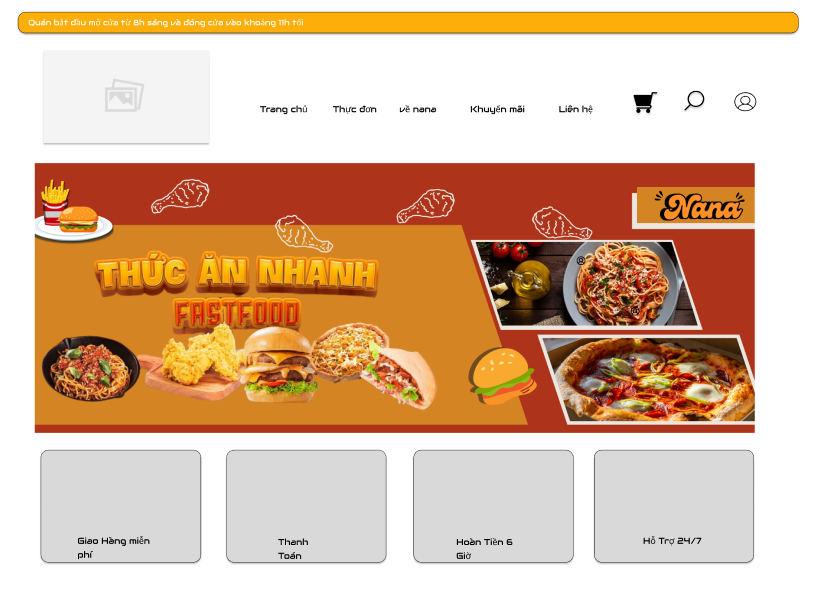 Quán bắt đầu mở cửa từ 8h sáng và đóng cửa vào khoảng 11h tối
Trang chủ
Thực đơn
về nana
Khuyến mãi
Liên hệ
Nana
THỨC ĂN NHANH
FASTFOOD
Giao Hàng miễn
phí
Thanh
Toán
Hoàn Tiền 6
Giờ
Hỗ Trợ 24/7